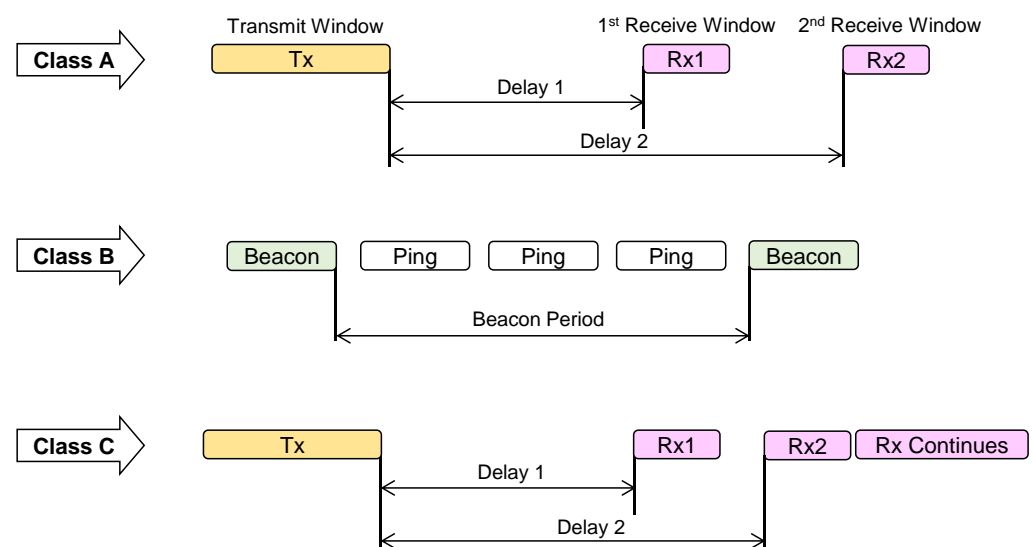 Transmit Window
1st Receive Window
2nd Receive Window
Class A
Tx
Rx1
Rx2
Delay 1
Delay 2
Class B
Beacon
Ping
Ping
Ping
Beacon
Beacon Period
Class C
Tx
Rx1
Rx2
Rx Continues
Delay 1
Delay 2